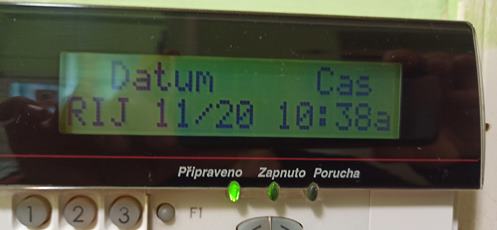 Datum Cas
RIJ 11/20 10:38a
Připraveno Zapnuto Porucha
1 2 3 F1